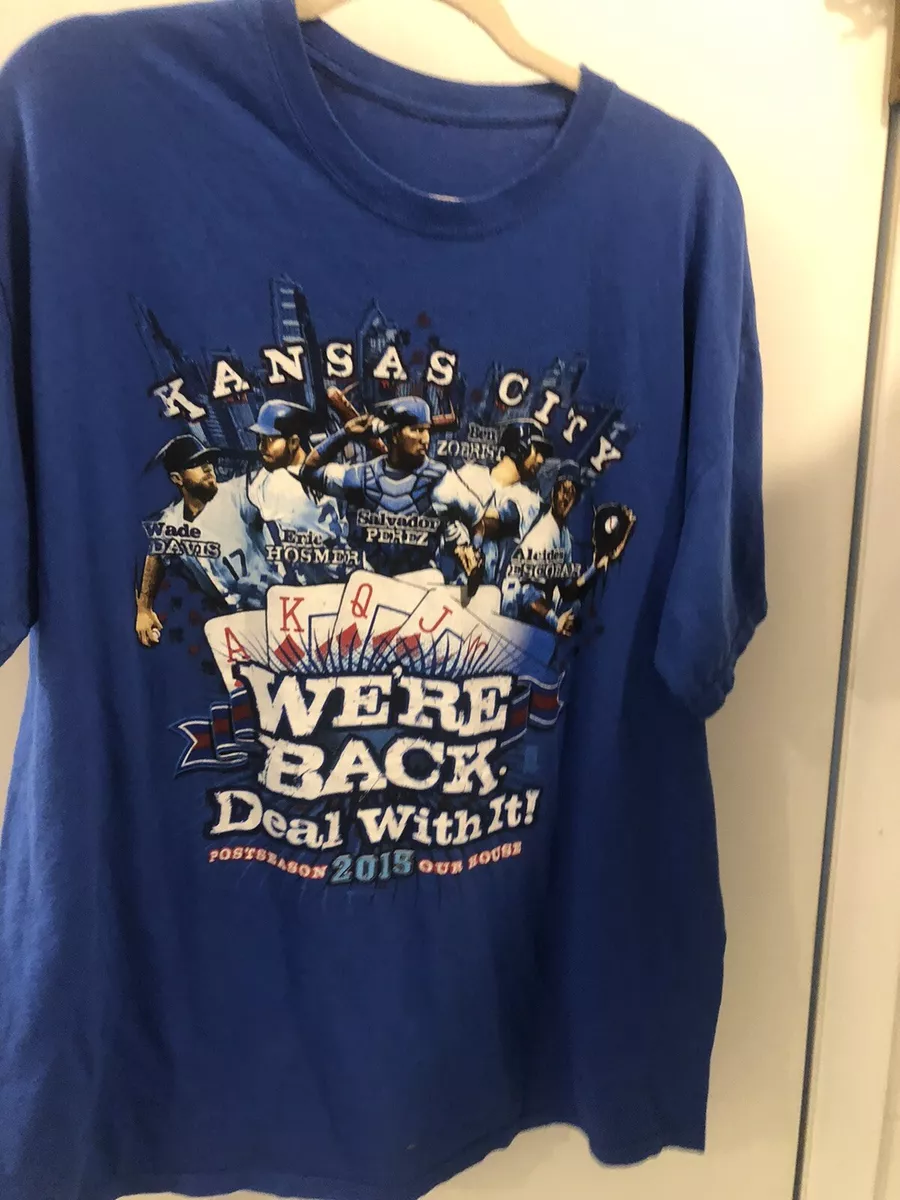 KANSAS CITY
Ben
ZOBRIST
Salvador
PEREZ
Wade
DAVIS
Eric
HOSMER
Alcides
ESCOBAR
17
A K Q J
WE'RE
BACK.
Deal With It!
POSTSEASON 2015 OUR HOUSE